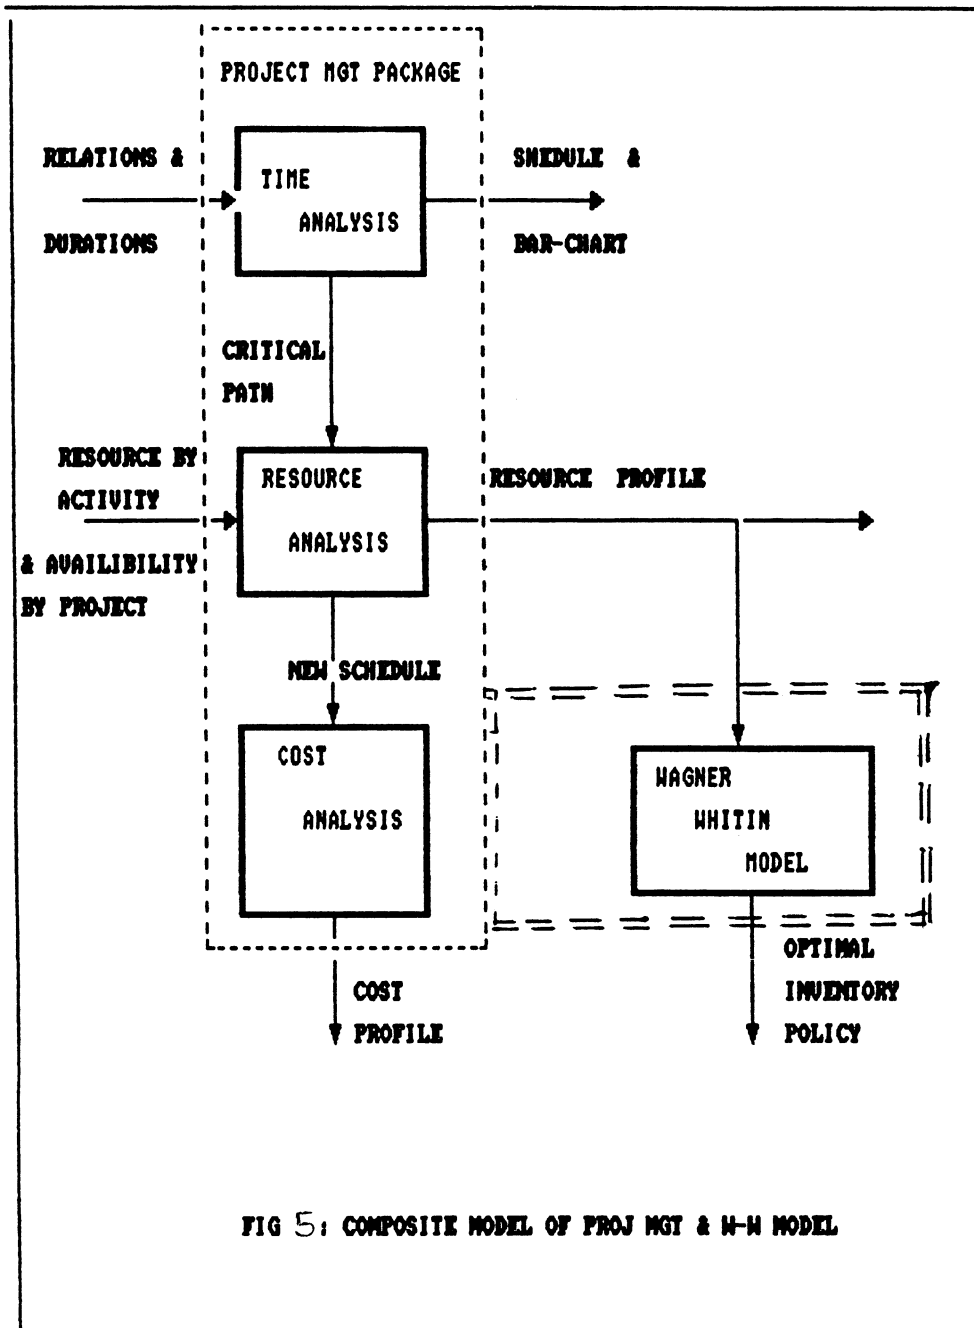 PROJECT MGT PACKAGE
RELATIONS &
DURATIONS
TIME
ANALYSIS
SHEDULE &
BAR-CHART
CRITICAL
PATH
RESOURCE BY
ACTIVITY
& AVAILIBILITY
BY PROJECT
RESOURCE
ANALYSIS
RESOURCE PROFILE
NEW SCHEDULE
COST
ANALYSIS
WAGNER
WHITIN
MODEL
COST
PROFILE
OPTIMAL
INVENTORY
POLICY
FIG 5: COMPOSITE MODEL OF PROJ MGT & W-W MODEL